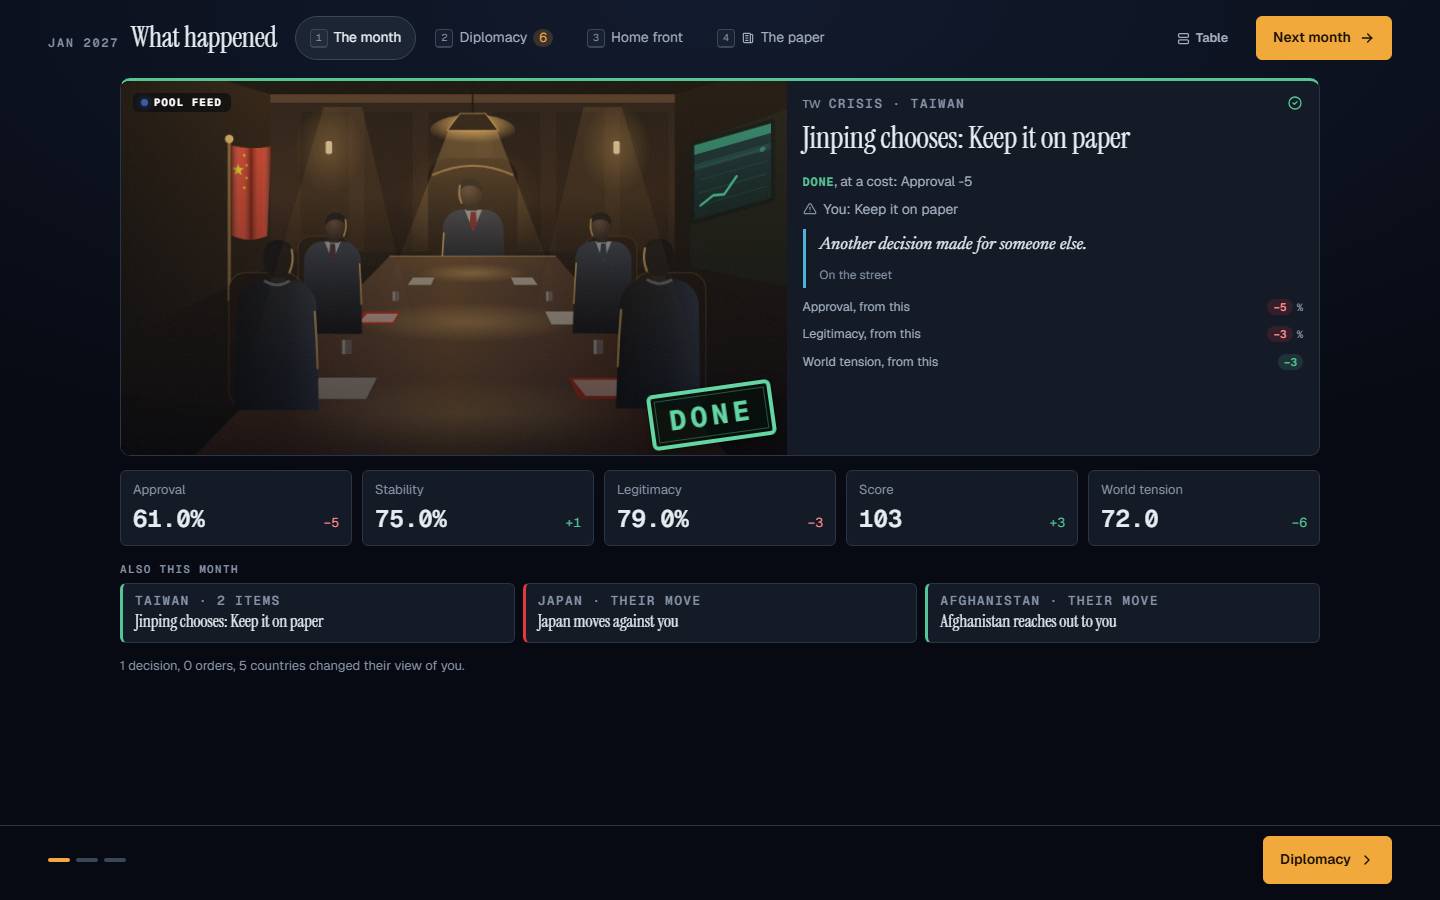 JAN 2027
What happened
1 The month
2 Diplomacy 6
3 Home front
4 The paper
Table
Next month →
POOL FEED
DONE
TW CRISIS · TAIWAN
Jinping chooses: Keep it on paper
DONE, at a cost: Approval -5
You: Keep it on paper
Another decision made for someone else.
On the street
Approval, from this −5 %
Legitimacy, from this −3 %
World tension, from this −3
Approval
61.0% −5
Stability
75.0% +1
Legitimacy
79.0% −3
Score
103 +3
World tension
72.0 −6
ALSO THIS MONTH
TAIWAN · 2 ITEMS
Jinping chooses: Keep it on paper
JAPAN · THEIR MOVE
Japan moves against you
AFGHANISTAN · THEIR MOVE
Afghanistan reaches out to you
1 decision, 0 orders, 5 countries changed their view of you.
Diplomacy